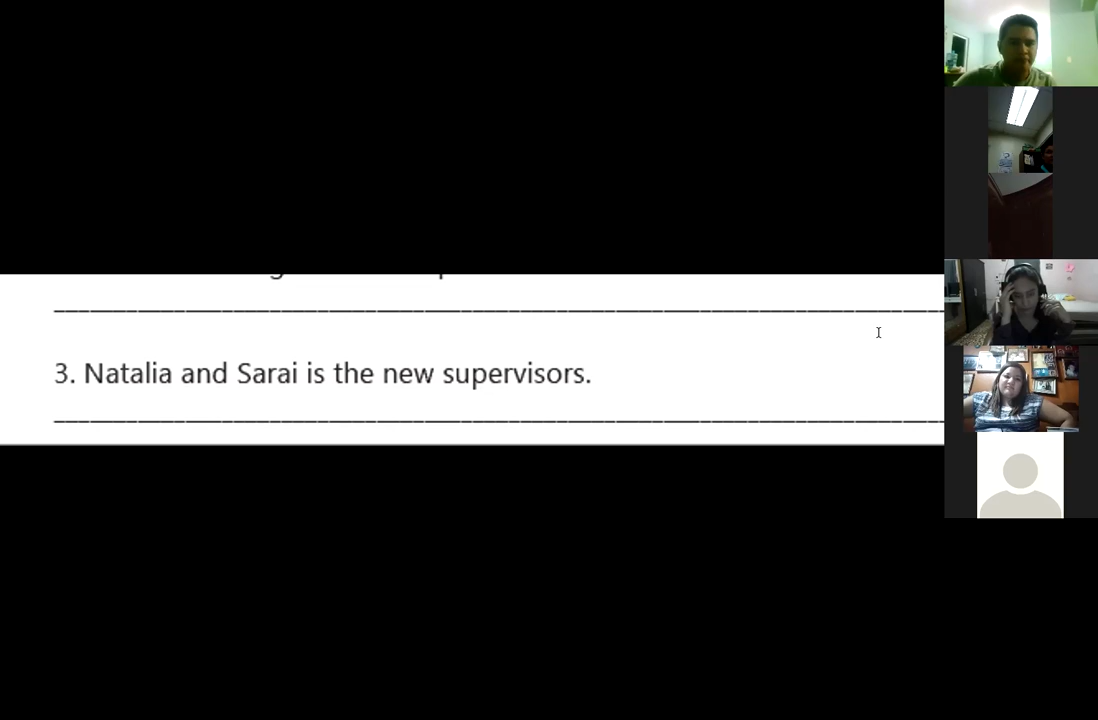 3. Natalia and Sarai is the new supervisors.